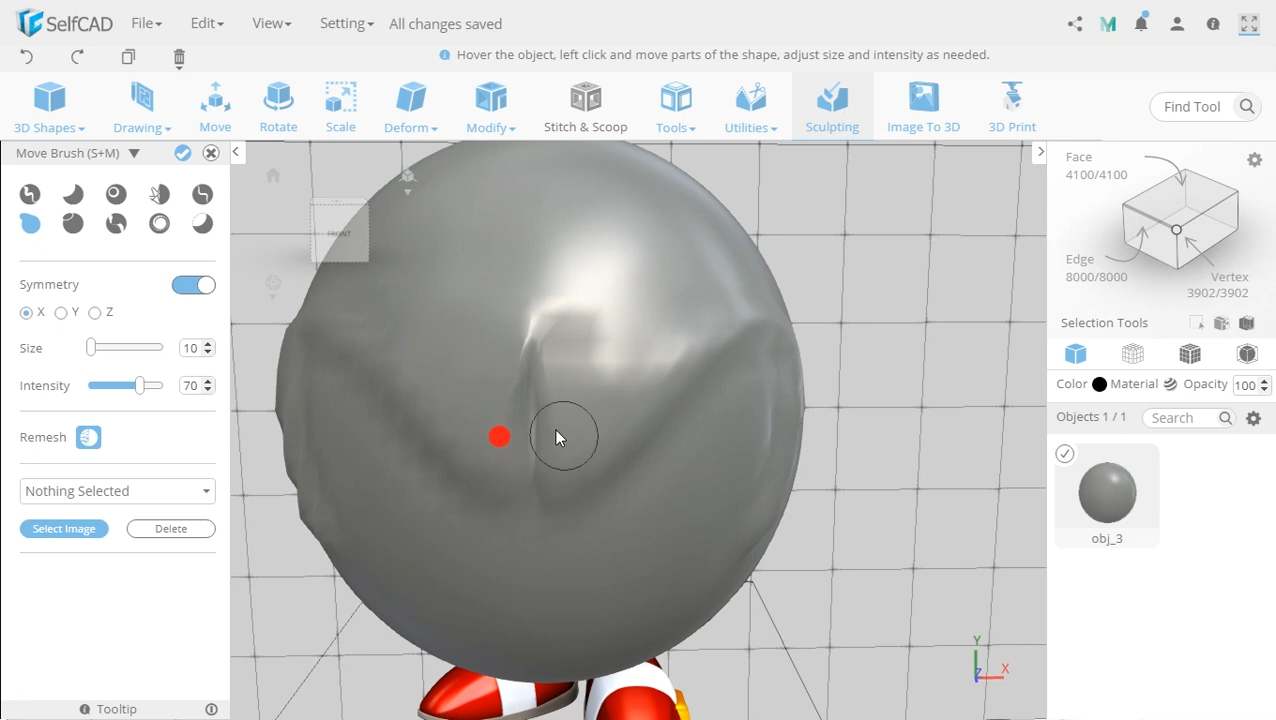 SelfCAD File Edit View Setting All changes saved
Hover the object, left click and move parts of the shape, adjust size and intensity as needed.
3D Shapes Drawing Move Rotate Scale Deform Modify Stitch & Scoop Tools Utilities Sculpting Image To 3D 3D Print Find Tool
Move Brush (S+M)
Symmetry
X Y Z
Size 10
Intensity 70
Remesh
Nothing Selected
Select Image Delete
Tooltip
FRONT
Y
X
Z
Face
4100/4100
Edge
8000/8000
Vertex
3902/3902
Selection Tools
Color Material Opacity 100
Objects 1 / 1 Search
obj_3